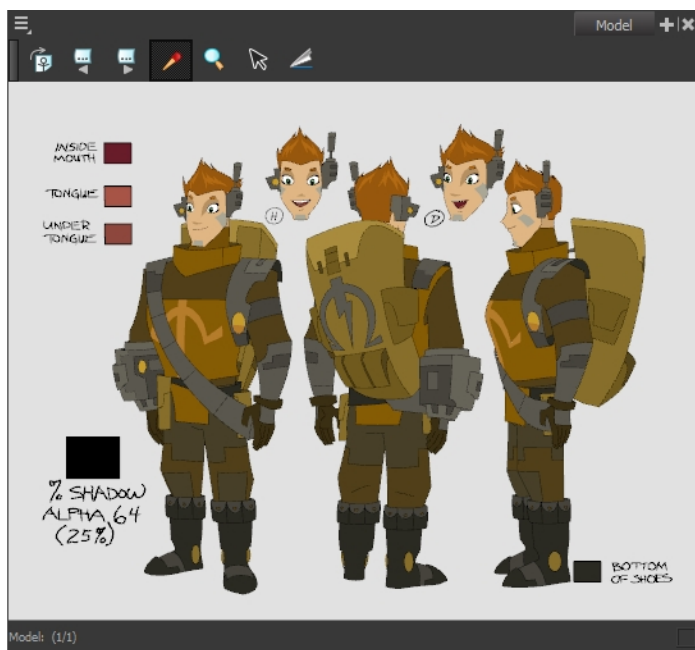 Model
INSIDE
MOUTH
TONGUE
UNDER
TONGUE
H
D
% SHADOW
ALPHA 64
(25%)
BOTTOM
OF SHOES
Model: (1/1)